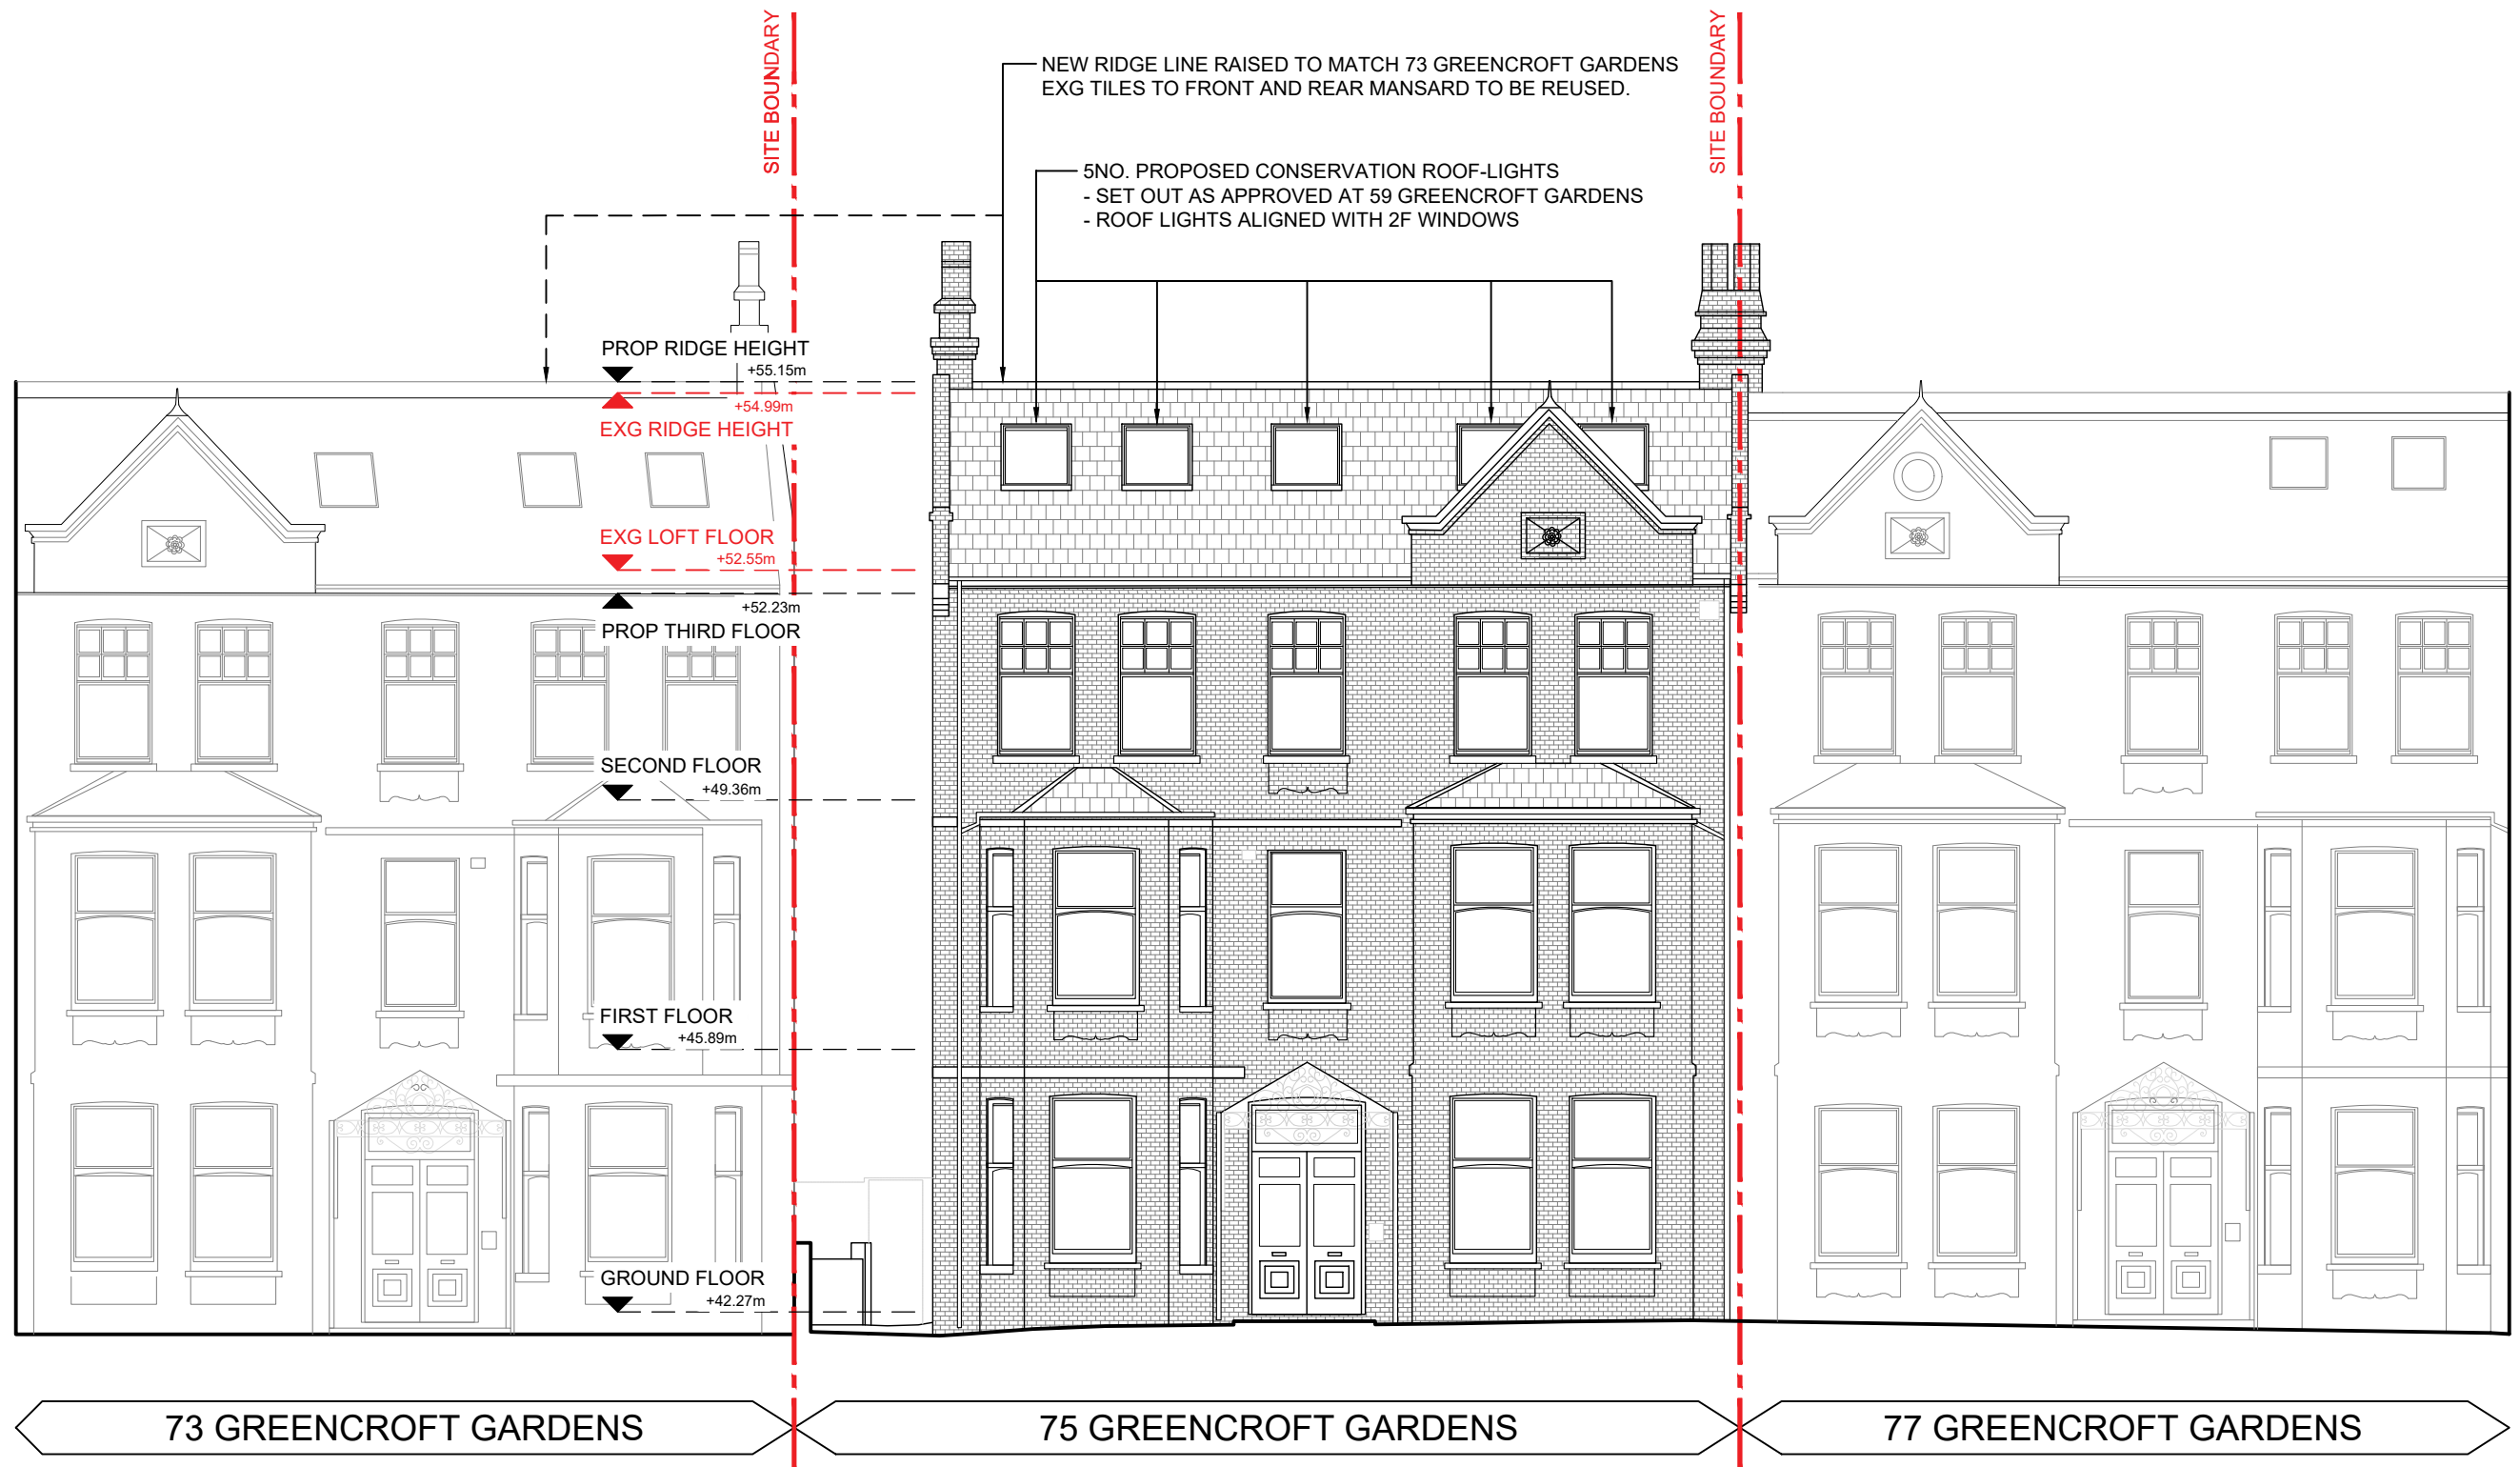 SITE BOUNDARY
SITE BOUNDARY
NEW RIDGE LINE RAISED TO MATCH 73 GREENCROFT GARDENS
EXG TILES TO FRONT AND REAR MANSARD TO BE REUSED.
5NO. PROPOSED CONSERVATION ROOF-LIGHTS
- SET OUT AS APPROVED AT 59 GREENCROFT GARDENS
- ROOF LIGHTS ALIGNED WITH 2F WINDOWS
PROP RIDGE HEIGHT
+55.15m
+54.99m
EXG RIDGE HEIGHT
EXG LOFT FLOOR
+52.55m
+52.23m
PROP THIRD FLOOR
SECOND FLOOR
+49.36m
FIRST FLOOR
+45.89m
GROUND FLOOR
+42.27m
73 GREENCROFT GARDENS
75 GREENCROFT GARDENS
77 GREENCROFT GARDENS